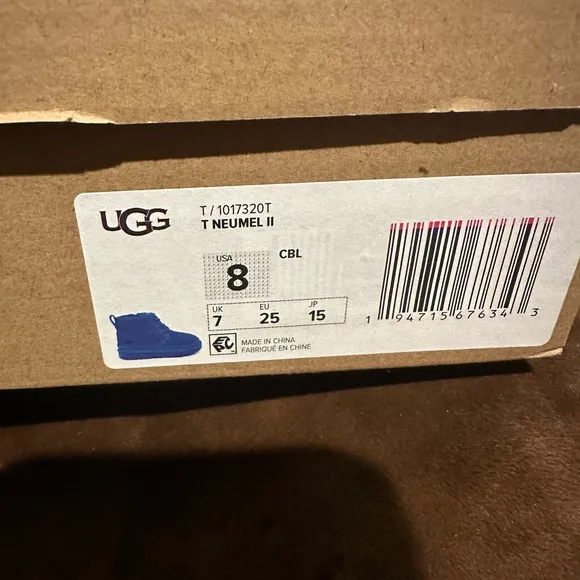 UGG
T / 1017320T
T NEUMEL II
USA
8
CBL
UK EU JP
7 25 15
MADE IN CHINA
FABRIQUÉ EN CHINE
1 94715 67634 3